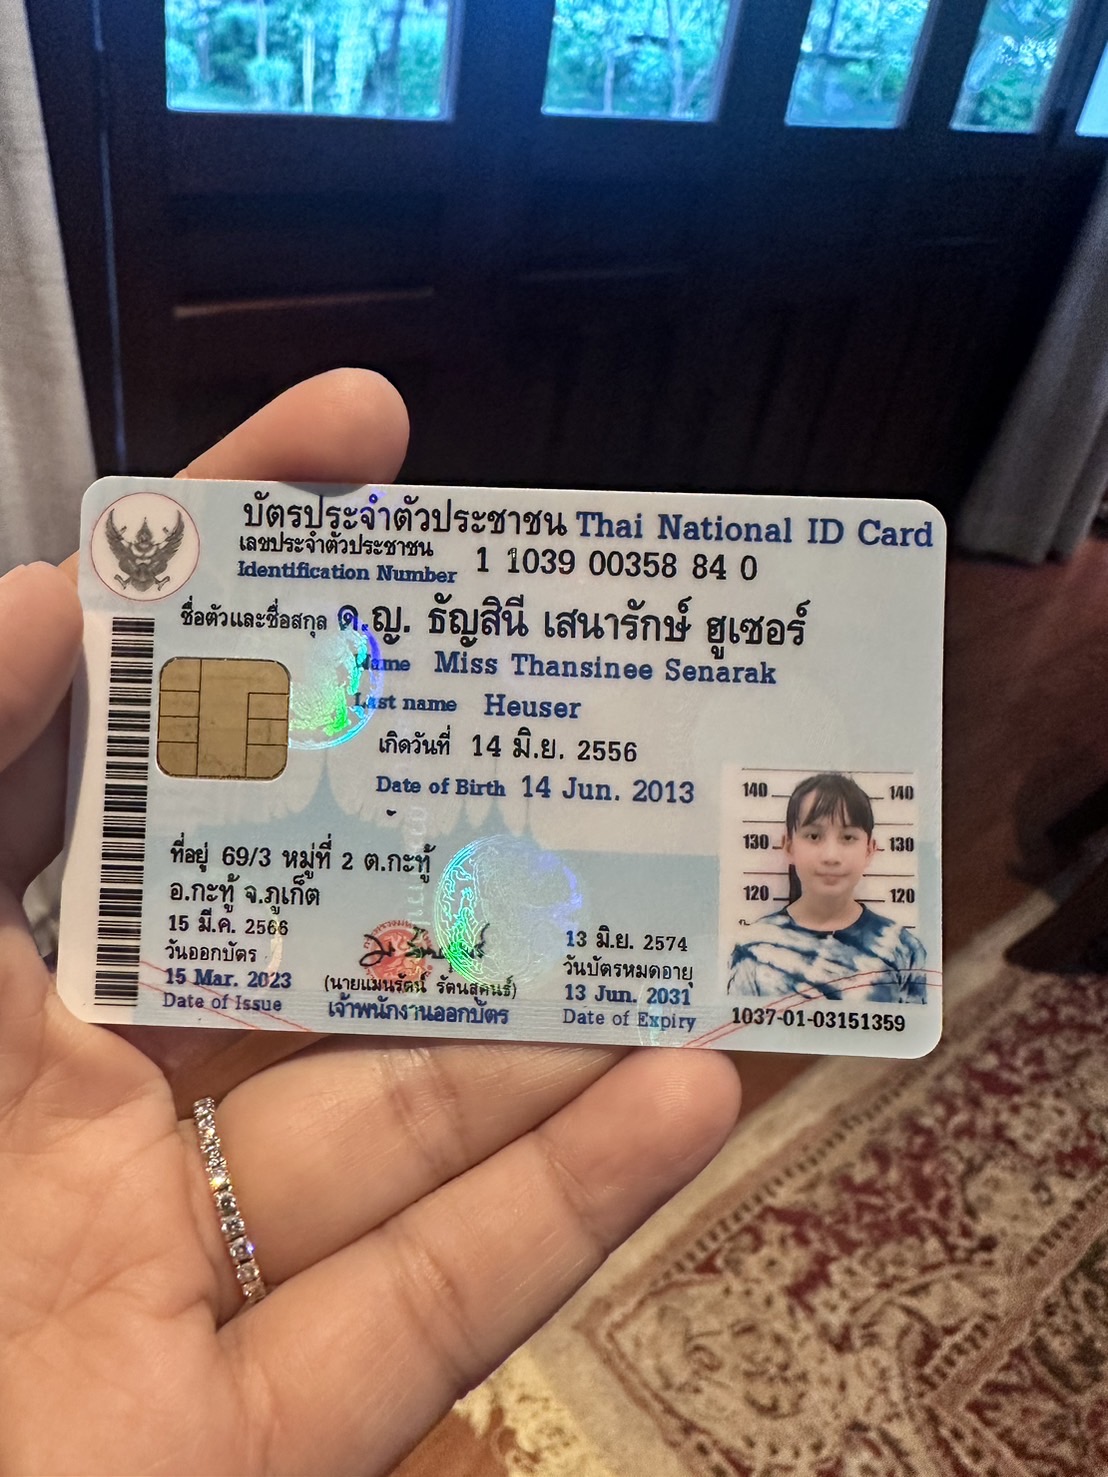 บัตรประจำตัวประชาชน Thai National ID Card
เลขประจำตัวประชาชน
Identification Number 1 1039 00358 84 0
ชื่อตัวและชื่อสกุล ด.ญ. ธัญสินี เสนารักษ์ ฮูเซอร์
Name Miss Thansinee Senarak
Last name Heuser
เกิดวันที่ 14 มิ.ย. 2556
Date of Birth 14 Jun. 2013
ที่อยู่ 69/3 หมู่ที่ 2 ต.กะทู้
อ.กะทู้ จ.ภูเก็ต
15 มี.ค. 2566
วันออกบัตร
15 Mar. 2023
Date of Issue
(นายแมนรัตน์ รัตนสุคนธ์)
เจ้าพนักงานออกบัตร
13 มิ.ย. 2574
วันบัตรหมดอายุ
13 Jun. 2031
Date of Expiry
140 140
130 130
120 120
1037-01-03151359